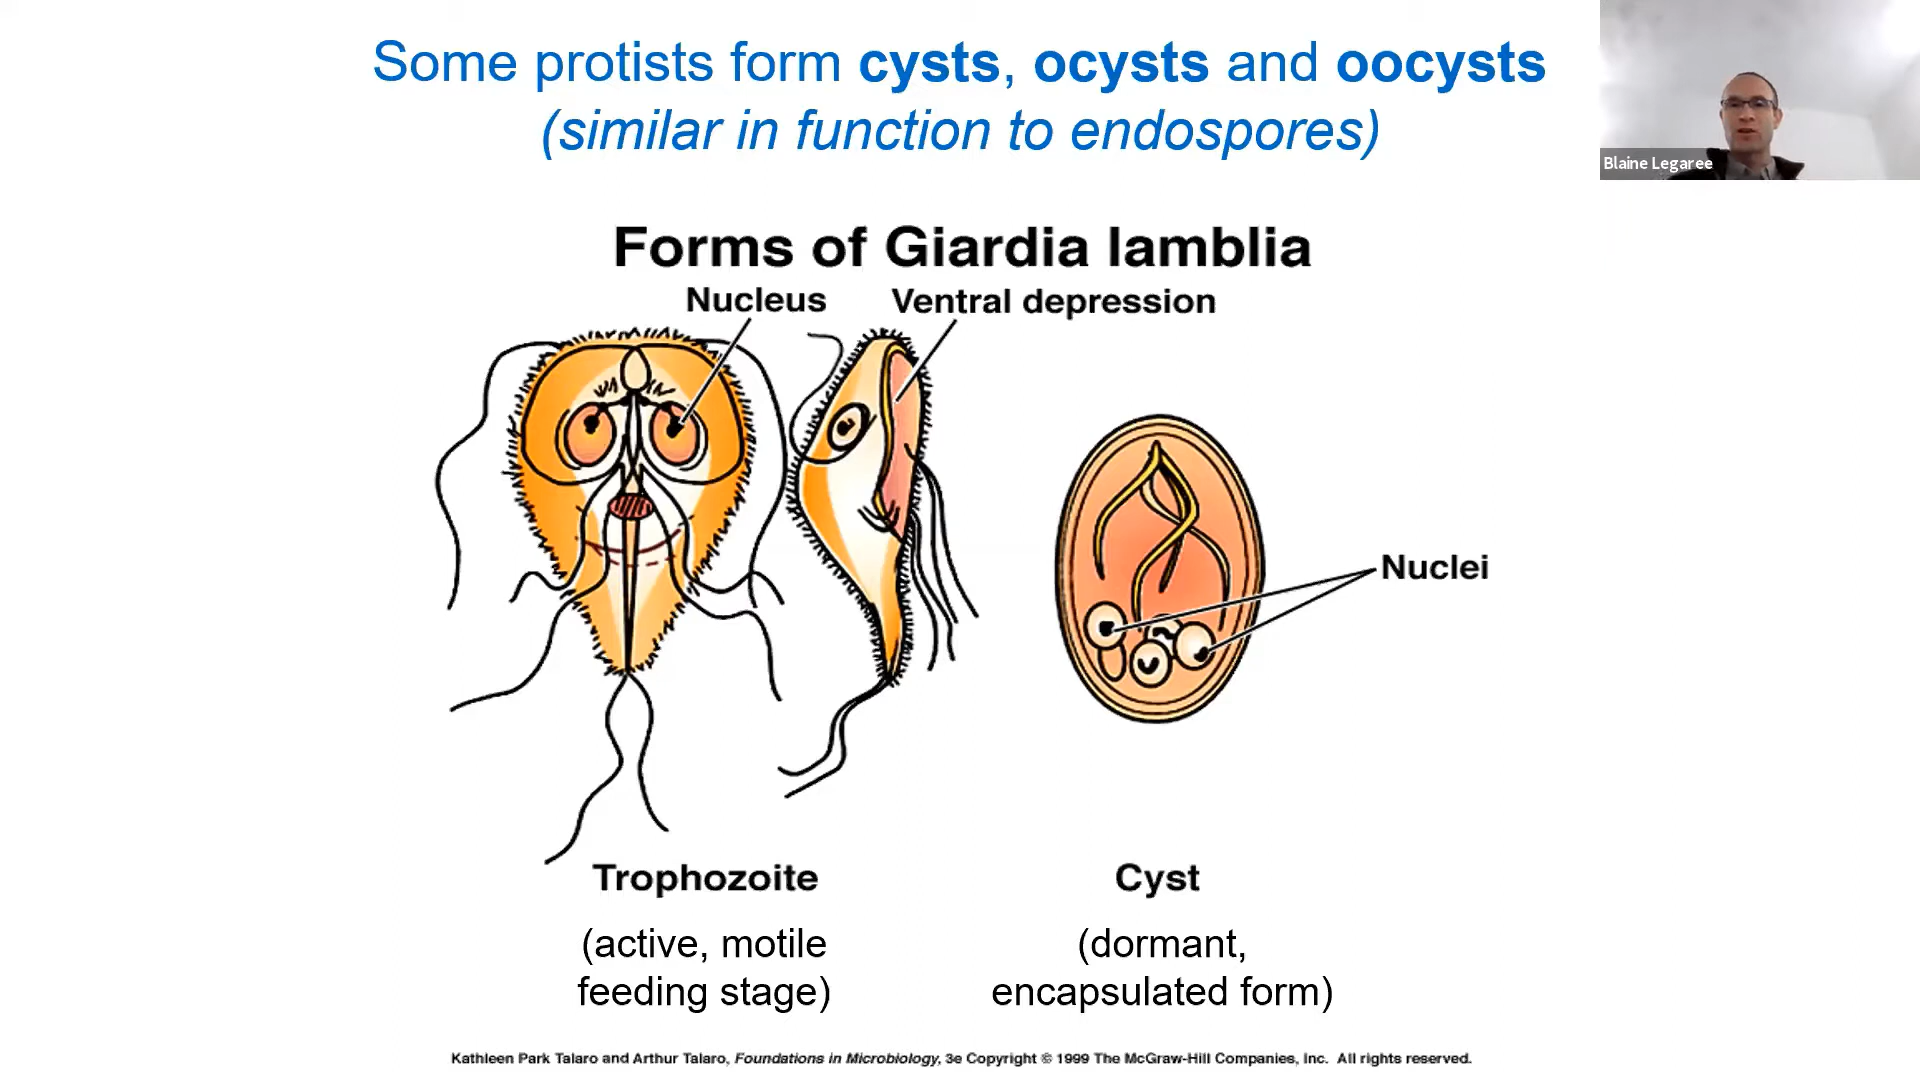 Some protists form cysts, ocysts and oocysts
(similar in function to endospores)
Blaine Legaree
Forms of Giardia lamblia
Nucleus
Ventral depression
Nuclei
Trophozoite
(active, motile
feeding stage)
Cyst
(dormant,
encapsulated form)
Kathleen Park Talaro and Arthur Talaro, Foundations in Microbiology, 3e Copyright © 1999 The McGraw-Hill Companies, Inc. All rights reserved.